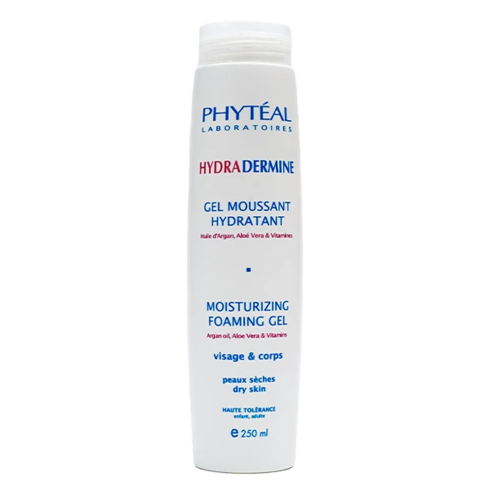 PHYTÉAL
LABORATOIRES
HYDRADERMINE
GEL MOUSSANT
HYDRATANT
Huile d'Argan, Aloé Vera & Vitamines
MOISTURIZING
FOAMING GEL
Argan oil, Aloe Vera & Vitamins
visage & corps
peaux sèches
dry skin
HAUTE TOLÉRANCE
enfant, adulte
e 250 ml